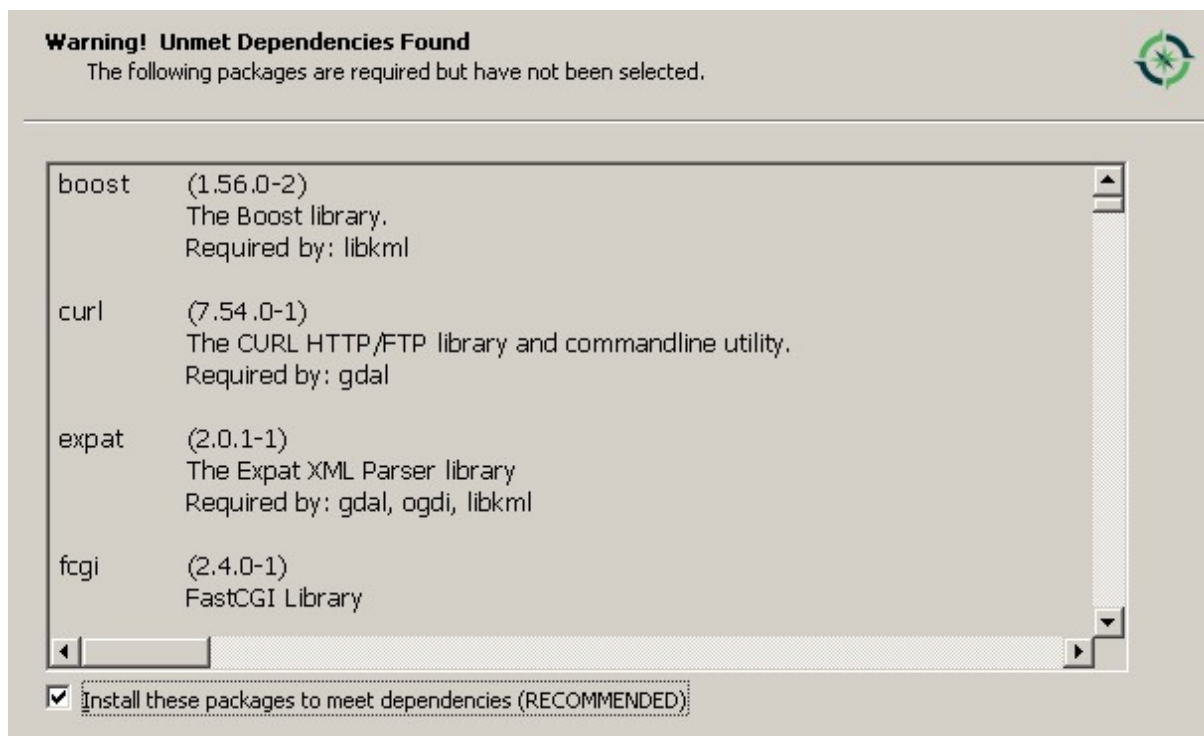 Warning! Unmet Dependencies Found
The following packages are required but have not been selected.
boost (1.56.0-2)
The Boost library.
Required by: libkml
curl (7.54.0-1)
The CURL HTTP/FTP library and commandline utility.
Required by: gdal
expat (2.0.1-1)
The Expat XML Parser library
Required by: gdal, ogdi, libkml
fcgi (2.4.0-1)
FastCGI Library
Install these packages to meet dependencies (RECOMMENDED)